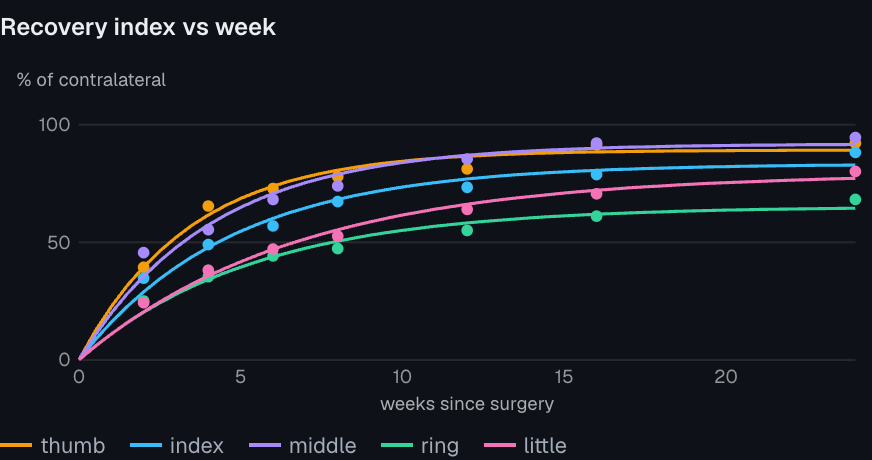 Recovery index vs week
% of contralateral
100
50
0
0 5 10 15 20
weeks since surgery
thumb index middle ring little